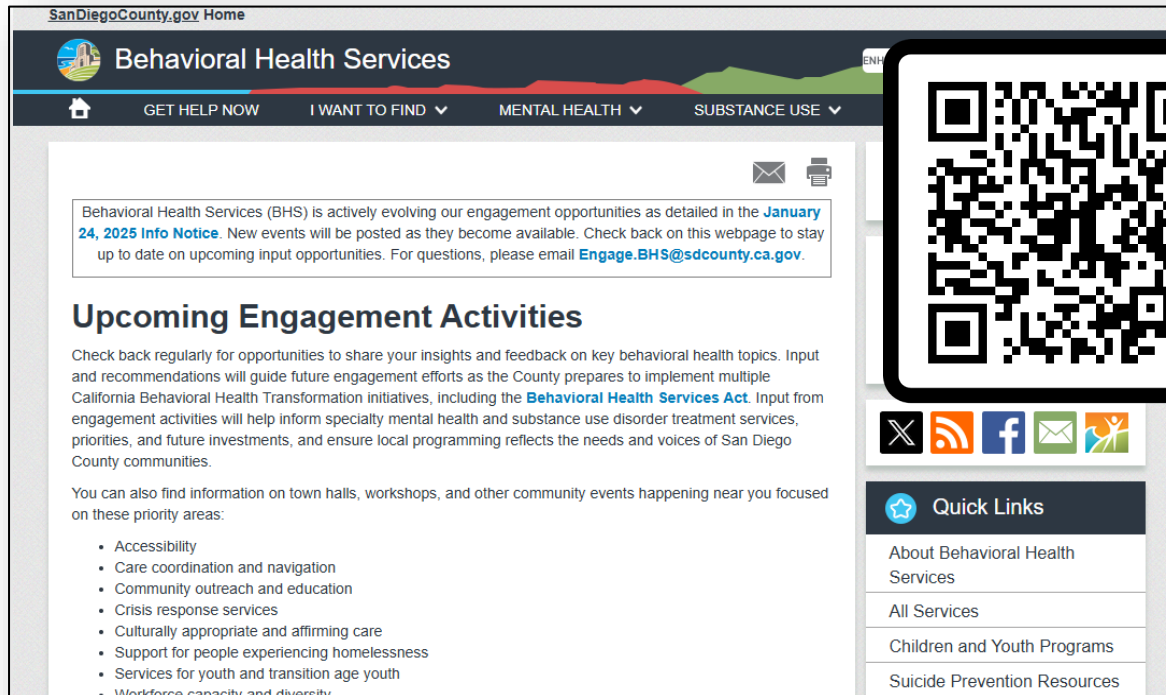 SanDiegoCounty.gov Home
Behavioral Health Services
ENH
GET HELP NOW I WANT TO FIND MENTAL HEALTH SUBSTANCE USE
Behavioral Health Services (BHS) is actively evolving our engagement opportunities as detailed in the January
24, 2025 Info Notice. New events will be posted as they become available. Check back on this webpage to stay
up to date on upcoming input opportunities. For questions, please email Engage.BHS@sdcounty.ca.gov.
Upcoming Engagement Activities
Check back regularly for opportunities to share your insights and feedback on key behavioral health topics. Input
and recommendations will guide future engagement efforts as the County prepares to implement multiple
California Behavioral Health Transformation initiatives, including the Behavioral Health Services Act. Input from
engagement activities will help inform specialty mental health and substance use disorder treatment services,
priorities, and future investments, and ensure local programming reflects the needs and voices of San Diego
County communities.
You can also find information on town halls, workshops, and other community events happening near you focused
on these priority areas:
• Accessibility
• Care coordination and navigation
• Community outreach and education
• Crisis response services
• Culturally appropriate and affirming care
• Support for people experiencing homelessness
• Services for youth and transition age youth
• Workforce capacity and diversity
Quick Links
About Behavioral Health
Services
All Services
Children and Youth Programs
Suicide Prevention Resources